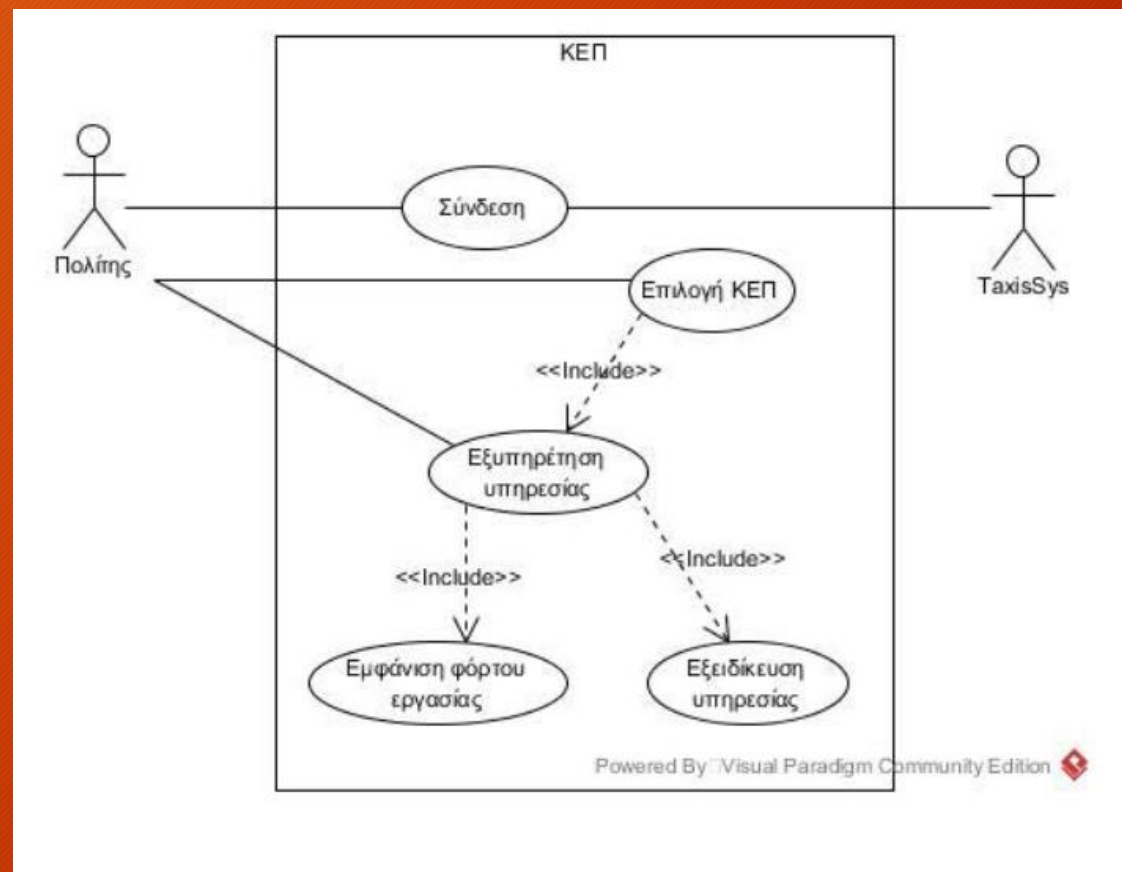 ΚΕΠ
Σύνδεση
Πολίτης
TaxisSys
Επιλογή ΚΕΠ
<<Include>>
Εξυπηρέτηση
υπηρεσίας
<<Include>>
<<Include>>
Εμφάνιση φόρτου
εργασίας
Εξειδίκευση
υπηρεσίας
Powered By Visual Paradigm Community Edition